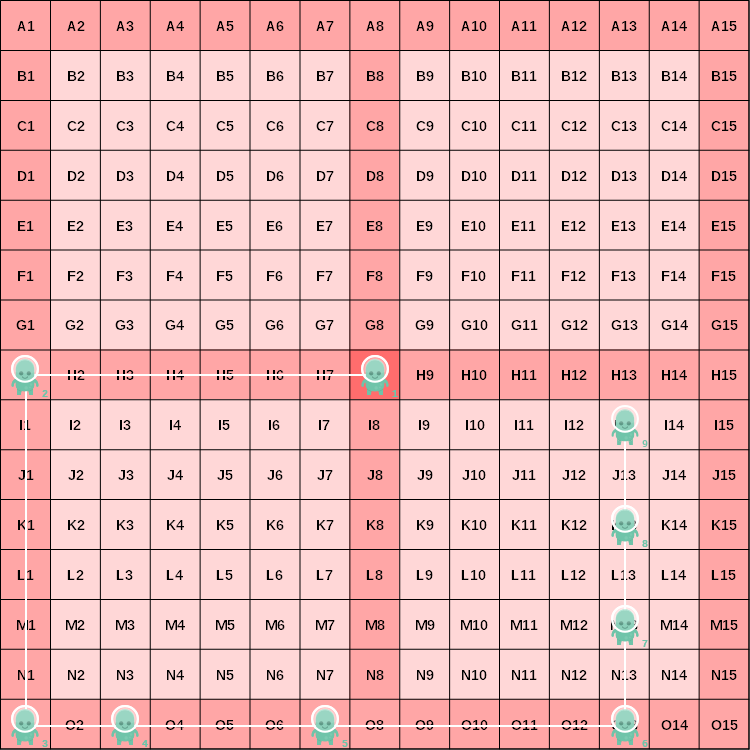 A1 A2 A3 A4 A5 A6 A7 A8 A9 A10 A11 A12 A13 A14 A15
B1 B2 B3 B4 B5 B6 B7 B8 B9 B10 B11 B12 B13 B14 B15
C1 C2 C3 C4 C5 C6 C7 C8 C9 C10 C11 C12 C13 C14 C15
D1 D2 D3 D4 D5 D6 D7 D8 D9 D10 D11 D12 D13 D14 D15
E1 E2 E3 E4 E5 E6 E7 E8 E9 E10 E11 E12 E13 E14 E15
F1 F2 F3 F4 F5 F6 F7 F8 F9 F10 F11 F12 F13 F14 F15
G1 G2 G3 G4 G5 G6 G7 G8 G9 G10 G11 G12 G13 G14 G15
2 H2 H3 H4 H5 H6 H7 1 H9 H10 H11 H12 H13 H14 H15
I1 I2 I3 I4 I5 I6 I7 I8 I9 I10 I11 I12 9 I14 I15
J1 J2 J3 J4 J5 J6 J7 J8 J9 J10 J11 J12 J13 J14 J15
K1 K2 K3 K4 K5 K6 K7 K8 K9 K10 K11 K12 8 K14 K15
L1 L2 L3 L4 L5 L6 L7 L8 L9 L10 L11 L12 L13 L14 L15
M1 M2 M3 M4 M5 M6 M7 M8 M9 M10 M11 M12 7 M14 M15
N1 N2 N3 N4 N5 N6 N7 N8 N9 N10 N11 N12 N13 N14 N15
3 O2 4 O4 O5 O6 5 O8 O9 O10 O11 O12 6 O14 O15